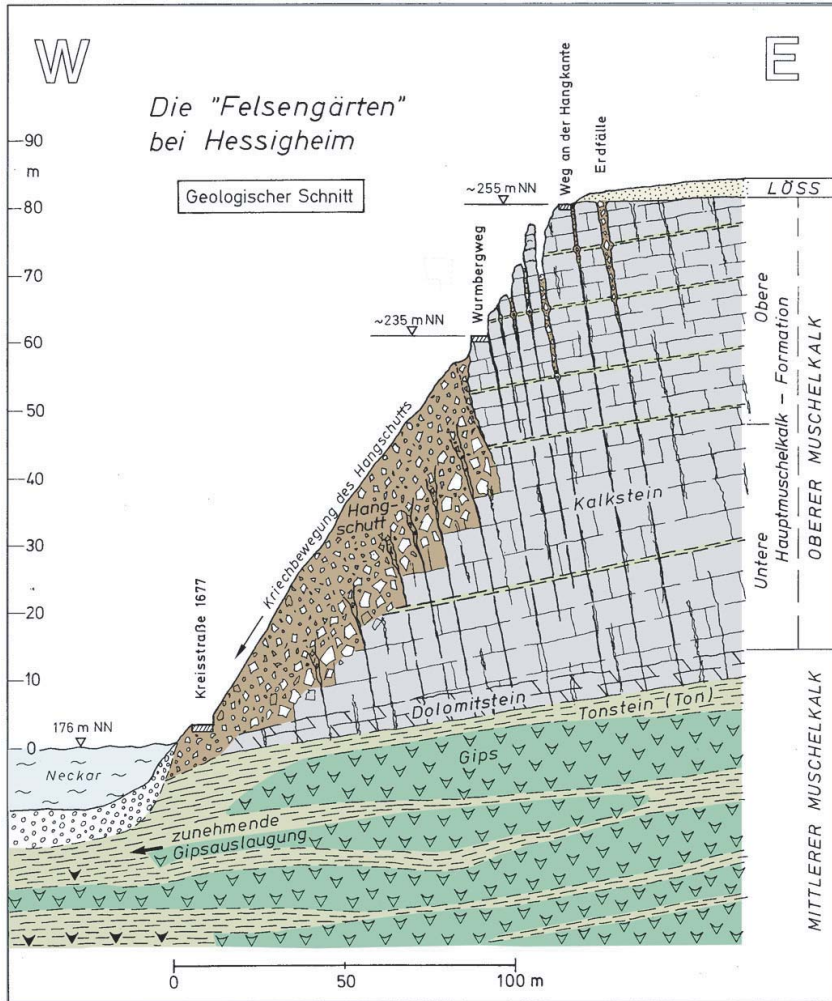 W
E
Die "Felsengärten"
bei Hessigheim
Geologischer Schnitt
90
m
80
70
60
50
40
30
20
10
0
~255 m NN
Weg an der Hangkante
Erdfälle
LÖSS
~235 m NN
Wurmbergweg
Kriechbewegung des Hangschutts
Hang-
schutt
Kreisstraße 1677
176 m NN
Neckar
Kalkstein
Dolomitstein
Tonstein (Ton)
Gips
zunehmende
Gipsauslaugung
Obere
Untere
Hauptmuschelkalk – Formation
OBERER MUSCHELKALK
MITTLERER MUSCHELKALK
0
50
100 m